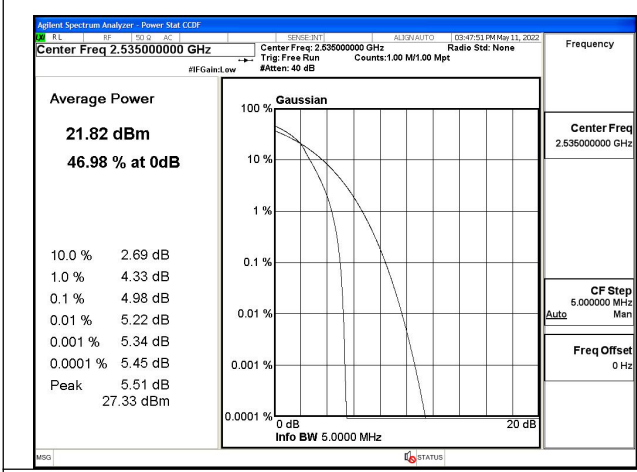 Agilent Spectrum Analyzer - Power Stat CCDF
RL RF 50 Ω AC SENSE:INT ALIGN AUTO 03:47:51 PM May 11, 2022
Center Freq 2.535000000 GHz
Center Freq: 2.535000000 GHz Radio Std: None
Trig: Free Run Counts:1.00 M/1.00 Mpt
#IFGain:Low #Atten: 40 dB
Frequency
Average Power
21.82 dBm
46.98 % at 0dB
10.0 % 2.69 dB
1.0 % 4.33 dB
0.1 % 4.98 dB
0.01 % 5.22 dB
0.001 % 5.34 dB
0.0001 % 5.45 dB
Peak 5.51 dB
27.33 dBm
Gaussian
100 %
10 %
1 %
0.1 %
0.01 %
0.001 %
0.0001 %
0 dB 20 dB
Info BW 5.0000 MHz
Center Freq
2.535000000 GHz
CF Step
5.000000 MHz
Auto Man
Freq Offset
0 Hz
MSG STATUS